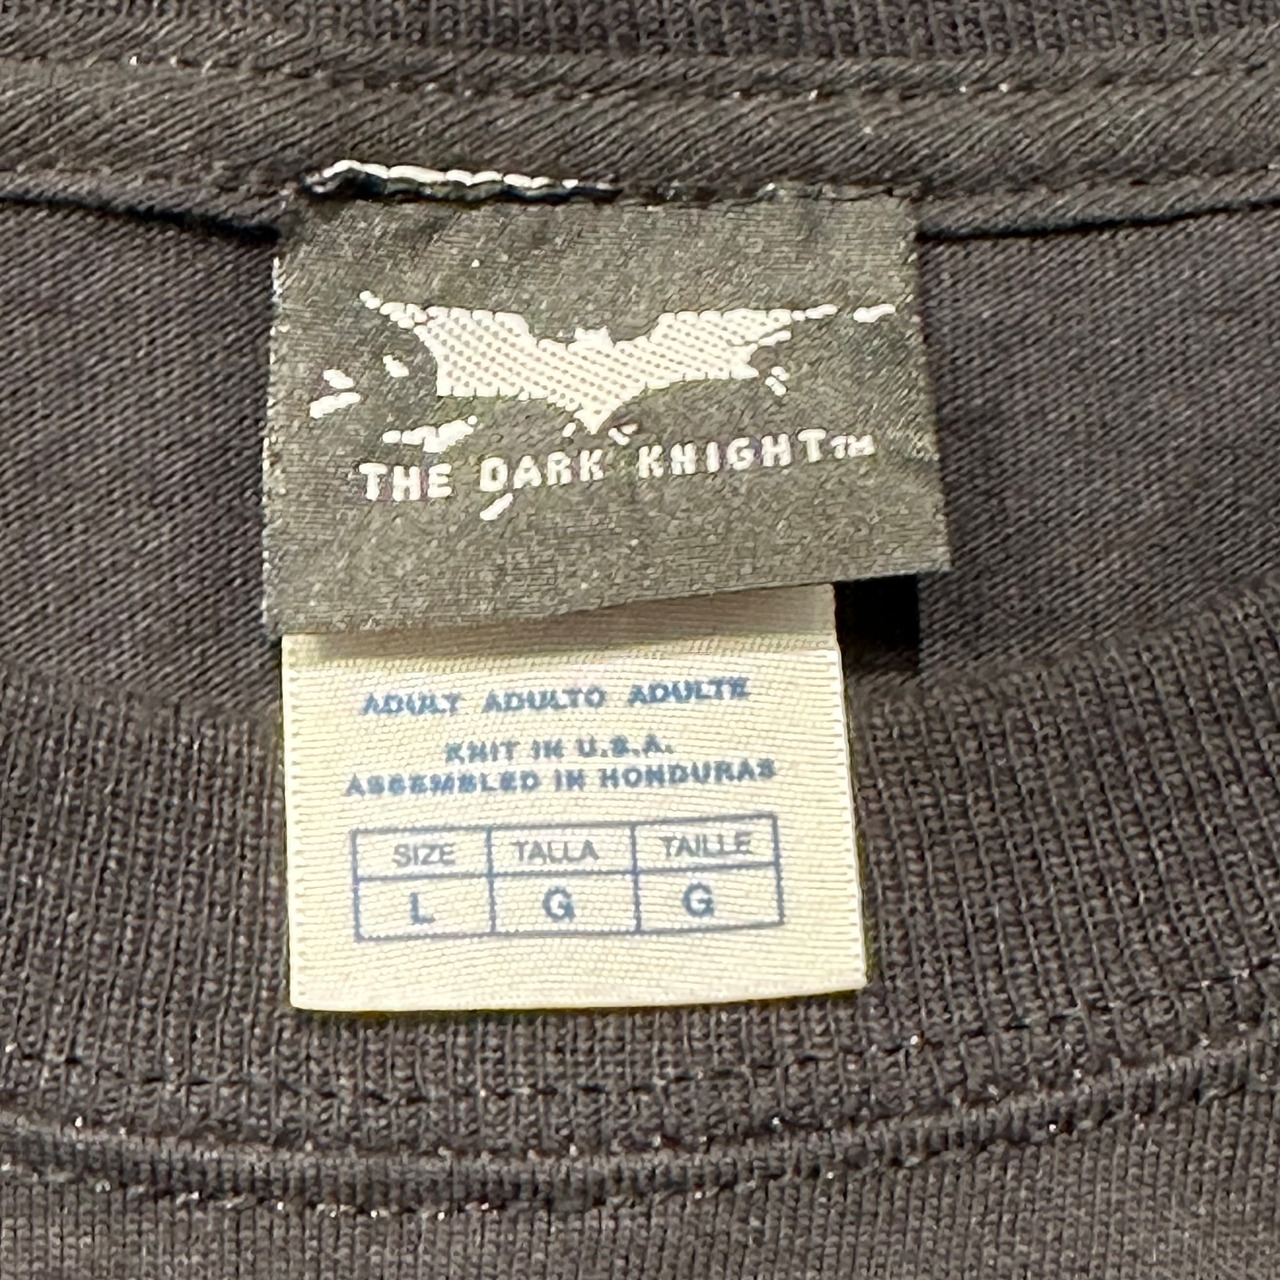 THE DARK KNIGHT™
ADULT ADULTO ADULTE
KNIT IN U.S.A.
ASSEMBLED IN HONDURAS
SIZE TALLA TAILLE
L G G